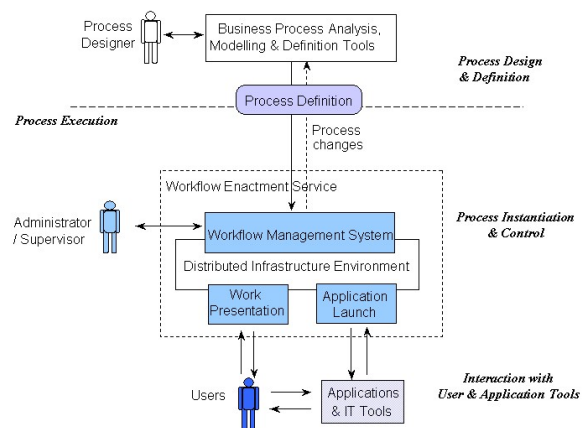 Process
Designer
Business Process Analysis,
Modelling & Definition Tools
Process Design
& Definition
Process Definition
Process Execution
Process
changes
Workflow Enactment Service
Administrator
/ Supervisor
Workflow Management System
Process Instantiation
& Control
Distributed Infrastructure Environment
Work
Presentation
Application
Launch
Users
Applications
& IT Tools
Interaction with
User & Application Tools